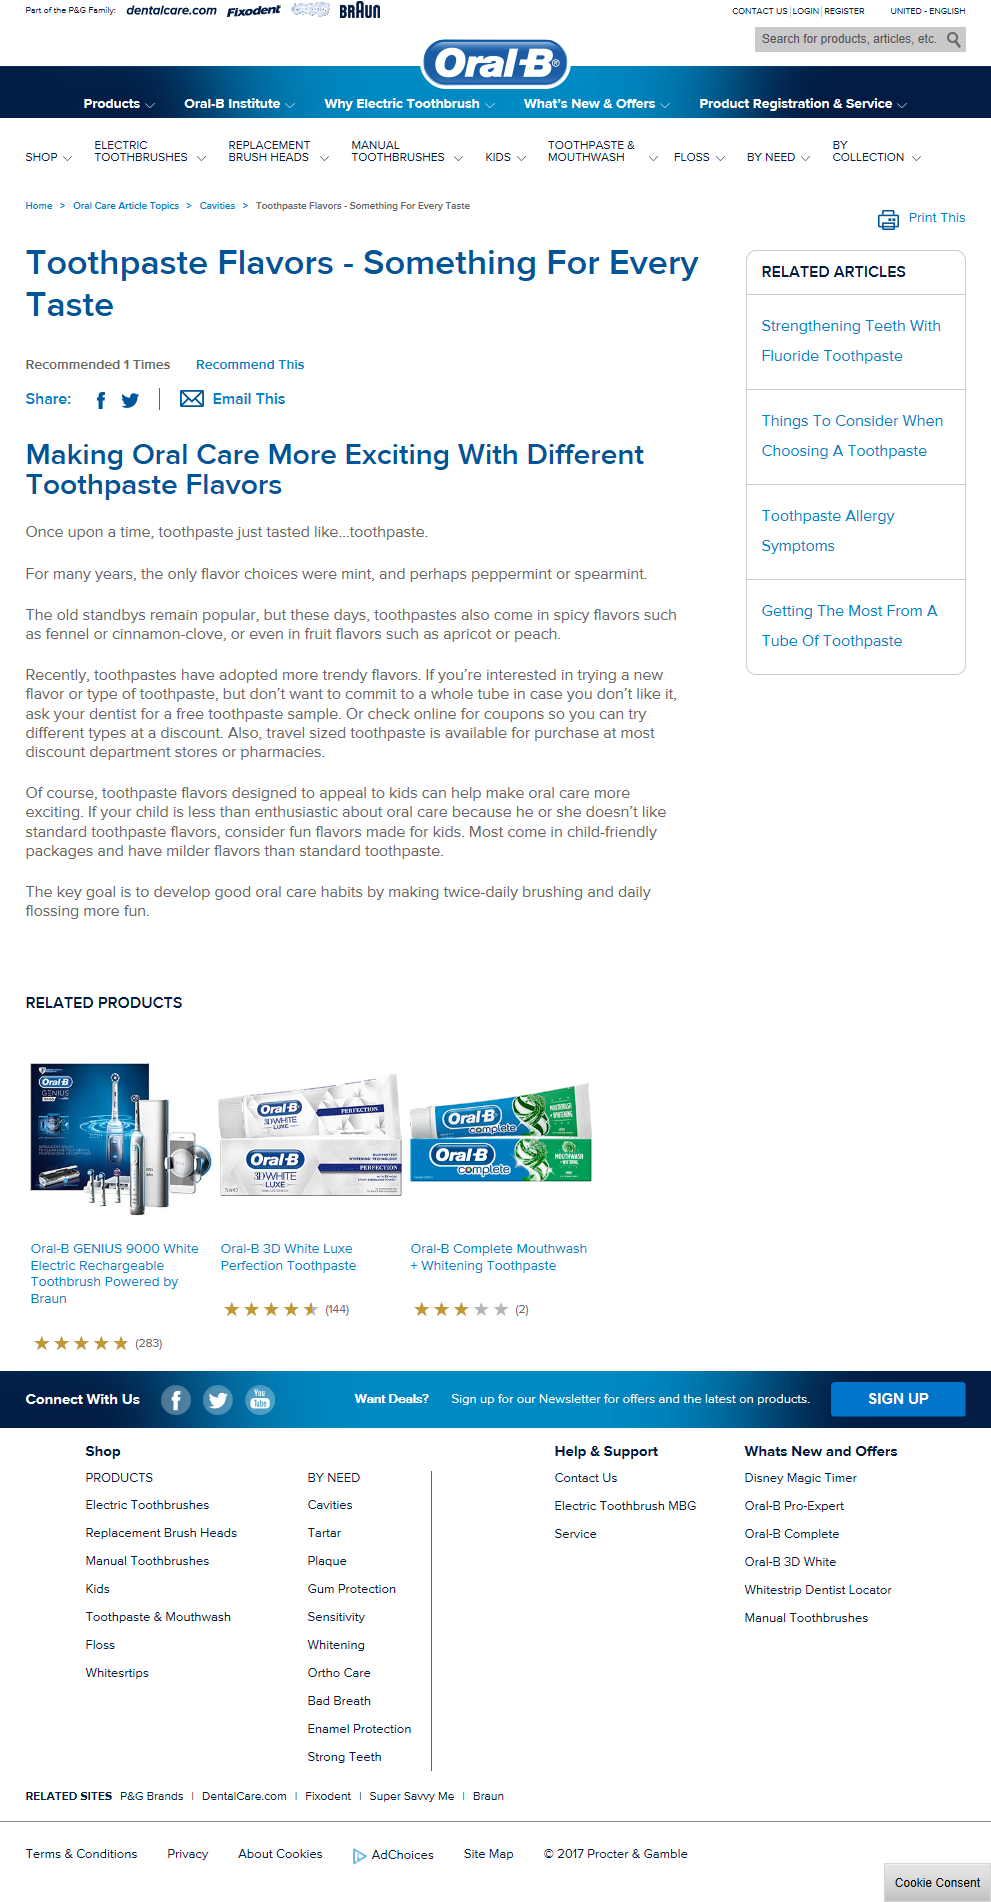 Part of the P&G Family:
dentalcare.com
Fixodent
BRAUN
CONTACT US | LOGIN | REGISTER
UNITED - ENGLISH
Search for products, articles, etc.
Oral-B®
Products
Oral-B Institute
Why Electric Toothbrush
What's New & Offers
Product Registration & Service
SHOP
ELECTRIC
TOOTHBRUSHES
REPLACEMENT
BRUSH HEADS
MANUAL
TOOTHBRUSHES
KIDS
TOOTHPASTE &
MOUTHWASH
FLOSS
BY NEED
BY
COLLECTION
Home > Oral Care Article Topics > Cavities > Toothpaste Flavors - Something For Every Taste
Print This
Toothpaste Flavors - Something For Every
Taste
Recommended 1 Times
Recommend This
Share:
Email This
RELATED ARTICLES
Strengthening Teeth With
Fluoride Toothpaste
Things To Consider When
Choosing A Toothpaste
Toothpaste Allergy
Symptoms
Getting The Most From A
Tube Of Toothpaste
Making Oral Care More Exciting With Different
Toothpaste Flavors
Once upon a time, toothpaste just tasted like...toothpaste.
For many years, the only flavor choices were mint, and perhaps peppermint or spearmint.
The old standbys remain popular, but these days, toothpastes also come in spicy flavors such
as fennel or cinnamon-clove, or even in fruit flavors such as apricot or peach.
Recently, toothpastes have adopted more trendy flavors. If you're interested in trying a new
flavor or type of toothpaste, but don't want to commit to a whole tube in case you don't like it,
ask your dentist for a free toothpaste sample. Or check online for coupons so you can try
different types at a discount. Also, travel sized toothpaste is available for purchase at most
discount department stores or pharmacies.
Of course, toothpaste flavors designed to appeal to kids can help make oral care more
exciting. If your child is less than enthusiastic about oral care because he or she doesn't like
standard toothpaste flavors, consider fun flavors made for kids. Most come in child-friendly
packages and have milder flavors than standard toothpaste.
The key goal is to develop good oral care habits by making twice-daily brushing and daily
flossing more fun.
RELATED PRODUCTS
Oral-B
GENIUS
Oral-B
3DWHITE
LUXE
PERFECTION
Oral-B
3DWHITE
LUXE
PERFECTION
Oral-B
complete
MOUTHWASH
+ WHITENING
Oral-B
complete
MOUTHWASH
+ WHITENING
Oral-B GENIUS 9000 White
Electric Rechargeable
Toothbrush Powered by
Braun
(283)
Oral-B 3D White Luxe
Perfection Toothpaste
(144)
Oral-B Complete Mouthwash
+ Whitening Toothpaste
(2)
Connect With Us
You
Tube
Want Deals?
Sign up for our Newsletter for offers and the latest on products.
SIGN UP
Shop
PRODUCTS
Electric Toothbrushes
Replacement Brush Heads
Manual Toothbrushes
Kids
Toothpaste & Mouthwash
Floss
Whitesrtips
BY NEED
Cavities
Tartar
Plaque
Gum Protection
Sensitivity
Whitening
Ortho Care
Bad Breath
Enamel Protection
Strong Teeth
Help & Support
Contact Us
Electric Toothbrush MBG
Service
Whats New and Offers
Disney Magic Timer
Oral-B Pro-Expert
Oral-B Complete
Oral-B 3D White
Whitestrip Dentist Locator
Manual Toothbrushes
RELATED SITES P&G Brands | DentalCare.com | Fixodent | Super Savvy Me | Braun
Terms & Conditions
Privacy
About Cookies
AdChoices
Site Map
© 2017 Procter & Gamble
Cookie Consent